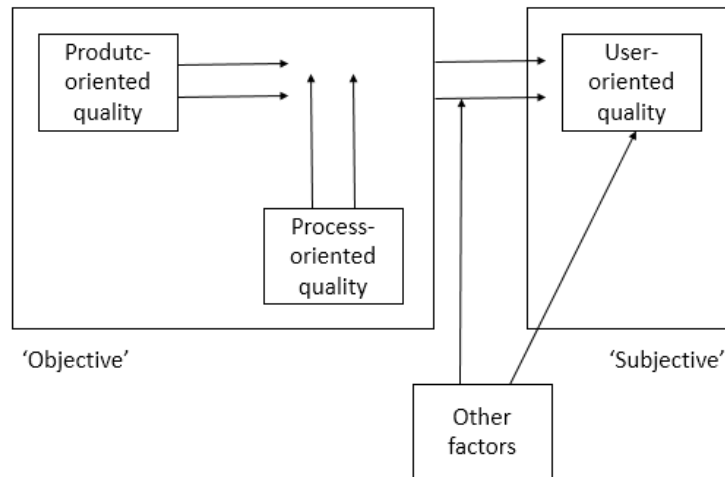 Produtc-
oriented
quality
User-
oriented
quality
Process-
oriented
quality
‘Objective’
‘Subjective’
Other
factors